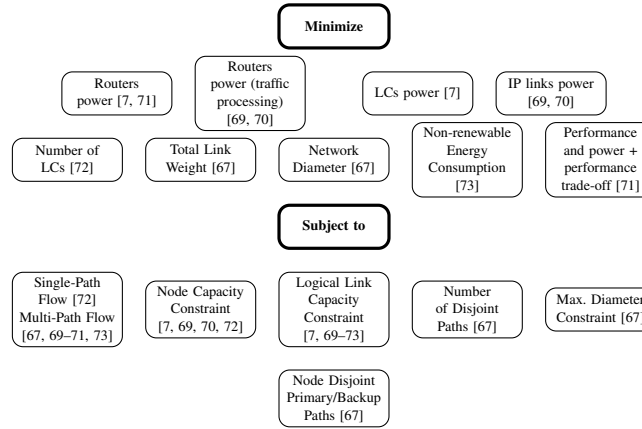 Minimize
Routers
power [7, 71]
Routers
power (traffic
processing)
[69, 70]
LCs power [7]
IP links power
[69, 70]
Number of
LCs [72]
Total Link
Weight [67]
Network
Diameter [67]
Non-renewable
Energy
Consumption
[73]
Performance
and power +
performance
trade-off [71]
Subject to
Single-Path
Flow [72]
Multi-Path Flow
[67, 69–71, 73]
Node Capacity
Constraint
[7, 69, 70, 72]
Logical Link
Capacity
Constraint
[7, 69–73]
Number
of Disjoint
Paths [67]
Max. Diameter
Constraint [67]
Node Disjoint
Primary/Backup
Paths [67]